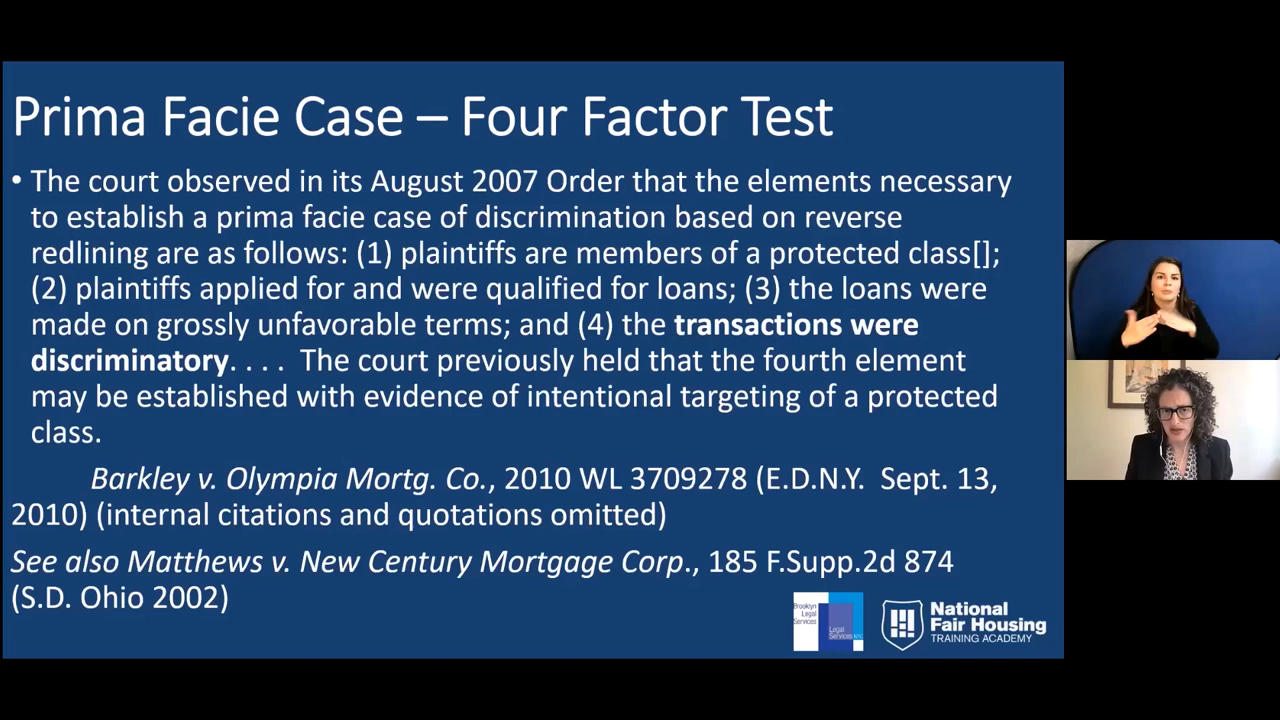 Prima Facie Case – Four Factor Test
• The court observed in its August 2007 Order that the elements necessary
to establish a prima facie case of discrimination based on reverse
redlining are as follows: (1) plaintiffs are members of a protected class[];
(2) plaintiffs applied for and were qualified for loans; (3) the loans were
made on grossly unfavorable terms; and (4) the transactions were
discriminatory. . . .  The court previously held that the fourth element
may be established with evidence of intentional targeting of a protected
class.
Barkley v. Olympia Mortg. Co., 2010 WL 3709278 (E.D.N.Y.  Sept. 13,
2010) (internal citations and quotations omitted)
See also Matthews v. New Century Mortgage Corp., 185 F.Supp.2d 874
(S.D. Ohio 2002)
Brooklyn
Legal
Services
Legal
Services NYC
National
Fair Housing
TRAINING ACADEMY